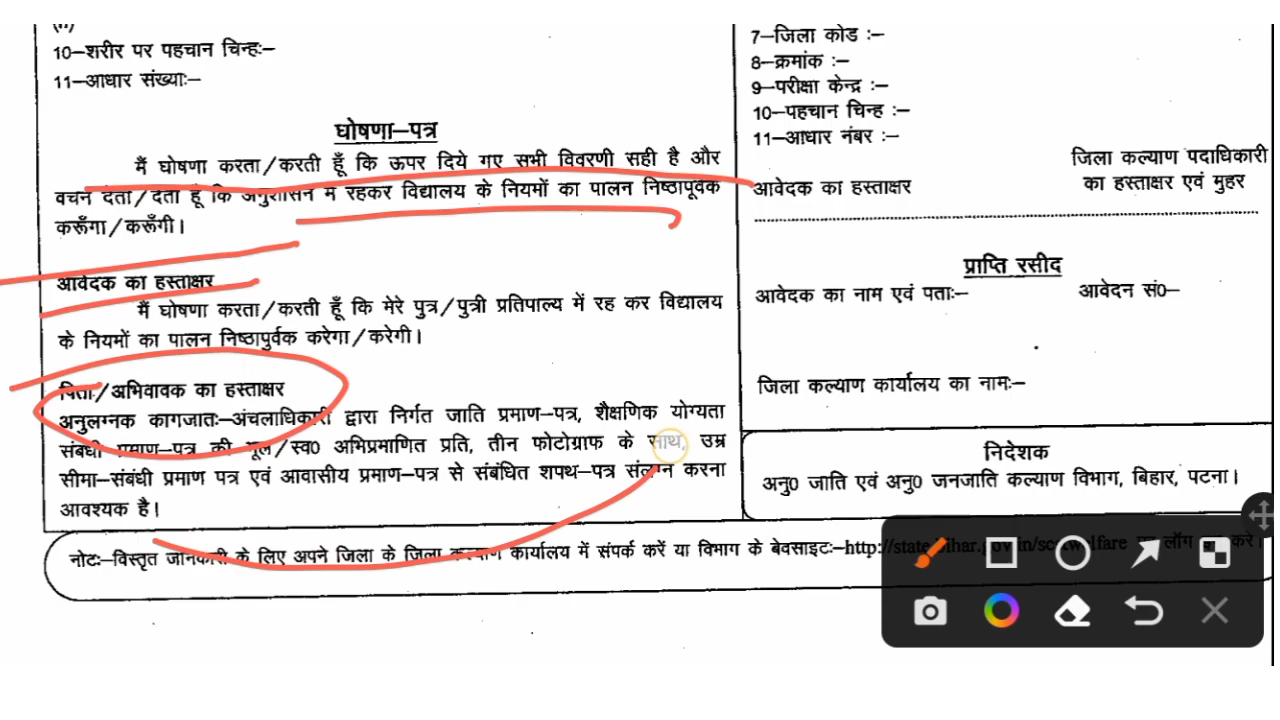 10–शरीर पर पहचान चिन्हः–
11–आधार संख्याः–
घोषणा–पत्र
मैं घोषणा करता/करती हूँ कि ऊपर दिये गए सभी विवरणी सही है और
वचन देता/देता हूँ कि अनुशासन में रहकर विद्यालय के नियमों का पालन निष्ठापूर्वक
करूँगा/करूँगी।
आवेदक का हस्ताक्षर
मैं घोषणा करता/करती हूँ कि मेरे पुत्र/पुत्री प्रतिपाल्य में रह कर विद्यालय
के नियमों का पालन निष्ठापुर्वक करेगा/करेगी।
पिता/अभिवावक का हस्ताक्षर
अनुलग्नक कागजातः–अंचलाधिकारी द्वारा निर्गत जाति प्रमाण–पत्र, शैक्षणिक योग्यता
संबंधी प्रमाण–पत्र की मूल/स्व0 अभिप्रमाणित प्रति, तीन फोटोग्राफ के साथ, उम्र
सीमा–संबंधी प्रमाण पत्र एवं आवासीय प्रमाण–पत्र से संबंधित शपथ–पत्र संलग्न करना
आवश्यक है।
7–जिला कोड :–
8–क्रमांक :–
9–परीक्षा केन्द्र :–
10–पहचान चिन्ह :–
11–आधार नंबर :–
जिला कल्याण पदाधिकारी
आवेदक का हस्ताक्षर का हस्ताक्षर एवं मुहर
प्राप्ति रसीद
आवेदक का नाम एवं पताः– आवेदन सं0–
जिला कल्याण कार्यालय का नामः–
निदेशक
अनु0 जाति एवं अनु0 जनजाति कल्याण विभाग, बिहार, पटना।
नोटः–विस्तृत जानकारी के लिए अपने जिला के जिला कल्याण कार्यालय में संपर्क करें या विभाग के बेवसाइटः–http://state.bihar.gov.in/scstwelfare पर लॉग करे।